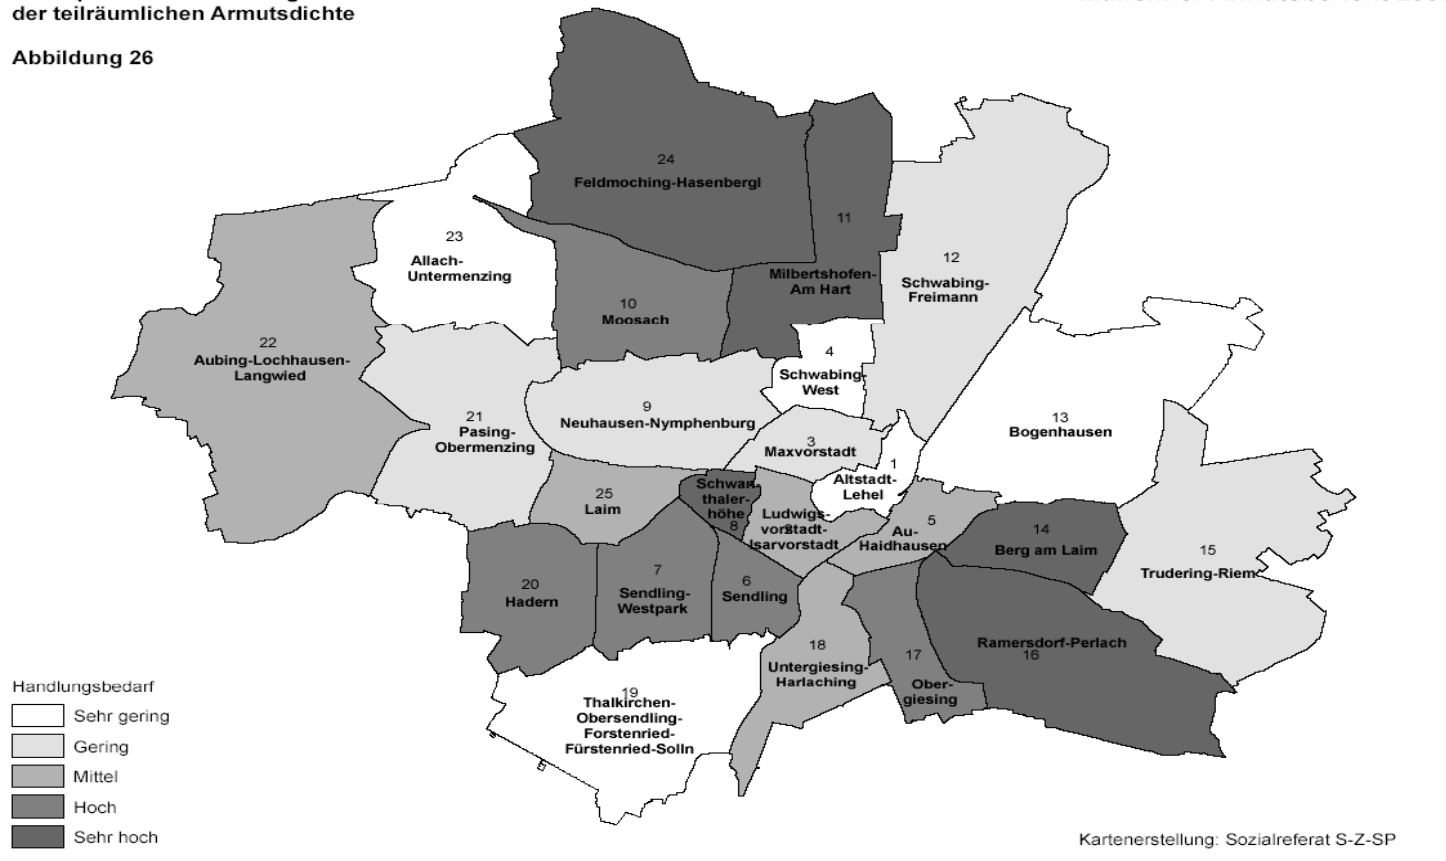 der teilräumlichen Armutsdichte
Abbildung 26
24
Feldmoching-Hasenbergl
11
Milbertshofen-
Am Hart
23
Allach-
Untermenzing
12
Schwabing-
Freimann
10
Moosach
22
Aubing-Lochhausen-
Langwied
4
Schwabing-
West
9
Neuhausen-Nymphenburg
21
Pasing-
Obermenzing
13
Bogenhausen
3
Maxvorstadt
1
Altstadt-
Lehel
25
Laim
Schwan-
thaler-
höhe
8
Ludwigs-
vorstadt-
2
Isarvorstadt
5
Au-
Haidhausen
14
Berg am Laim
15
Trudering-Riem
20
Hadern
7
Sendling-
Westpark
6
Sendling
18
Untergiesing-
Harlaching
17
Ober-
giesing
Ramersdorf-Perlach
16
19
Thalkirchen-
Obersendling-
Forstenried-
Fürstenried-Solln
Handlungsbedarf
Sehr gering
Gering
Mittel
Hoch
Sehr hoch
Kartenerstellung: Sozialreferat S-Z-SP